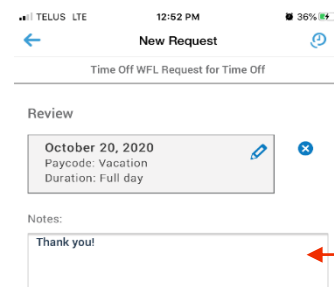 TELUS LTE 12:52 PM 36%
New Request
Time Off WFL Request for Time Off
Review
October 20, 2020
Paycode: Vacation
Duration: Full day
Notes:
Thank you!